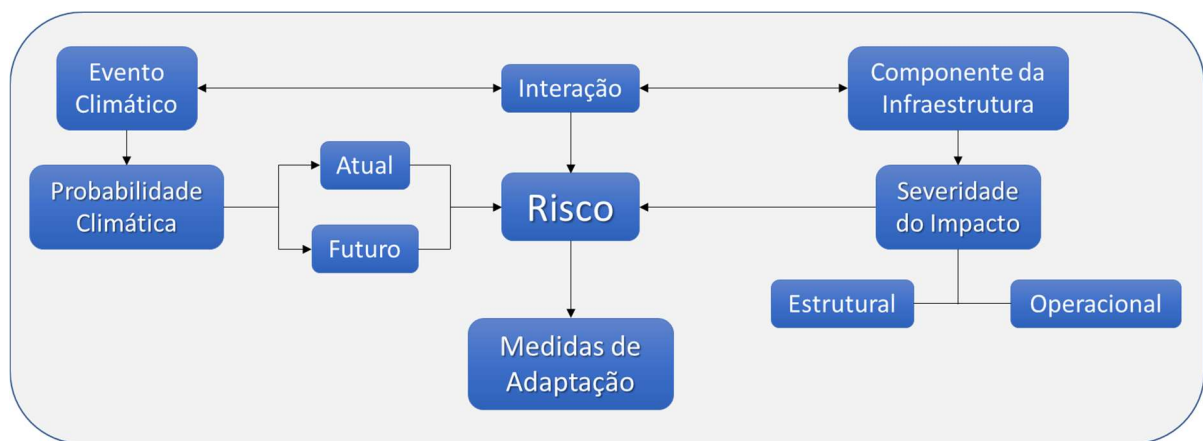 Evento
Climático
Interação
Componente da
Infraestrutura
Probabilidade
Climática
Atual
Futuro
Risco
Severidade
do Impacto
Estrutural
Operacional
Medidas de
Adaptação